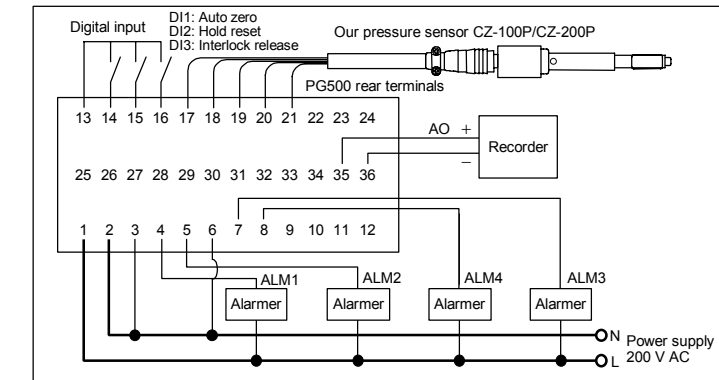 Digital input
DI1: Auto zero
DI2: Hold reset
DI3: Interlock release
Our pressure sensor CZ-100P/CZ-200P
PG500 rear terminals
13 14 15 16 17 18 19 20 21 22 23 24
AO +
−
Recorder
25 26 27 28 29 30 31 32 33 34 35 36
1 2 3 4 5 6 7 8 9 10 11 12
ALM1 ALM2 ALM4 ALM3
Alarmer Alarmer Alarmer Alarmer
N
L
Power supply
200 V AC